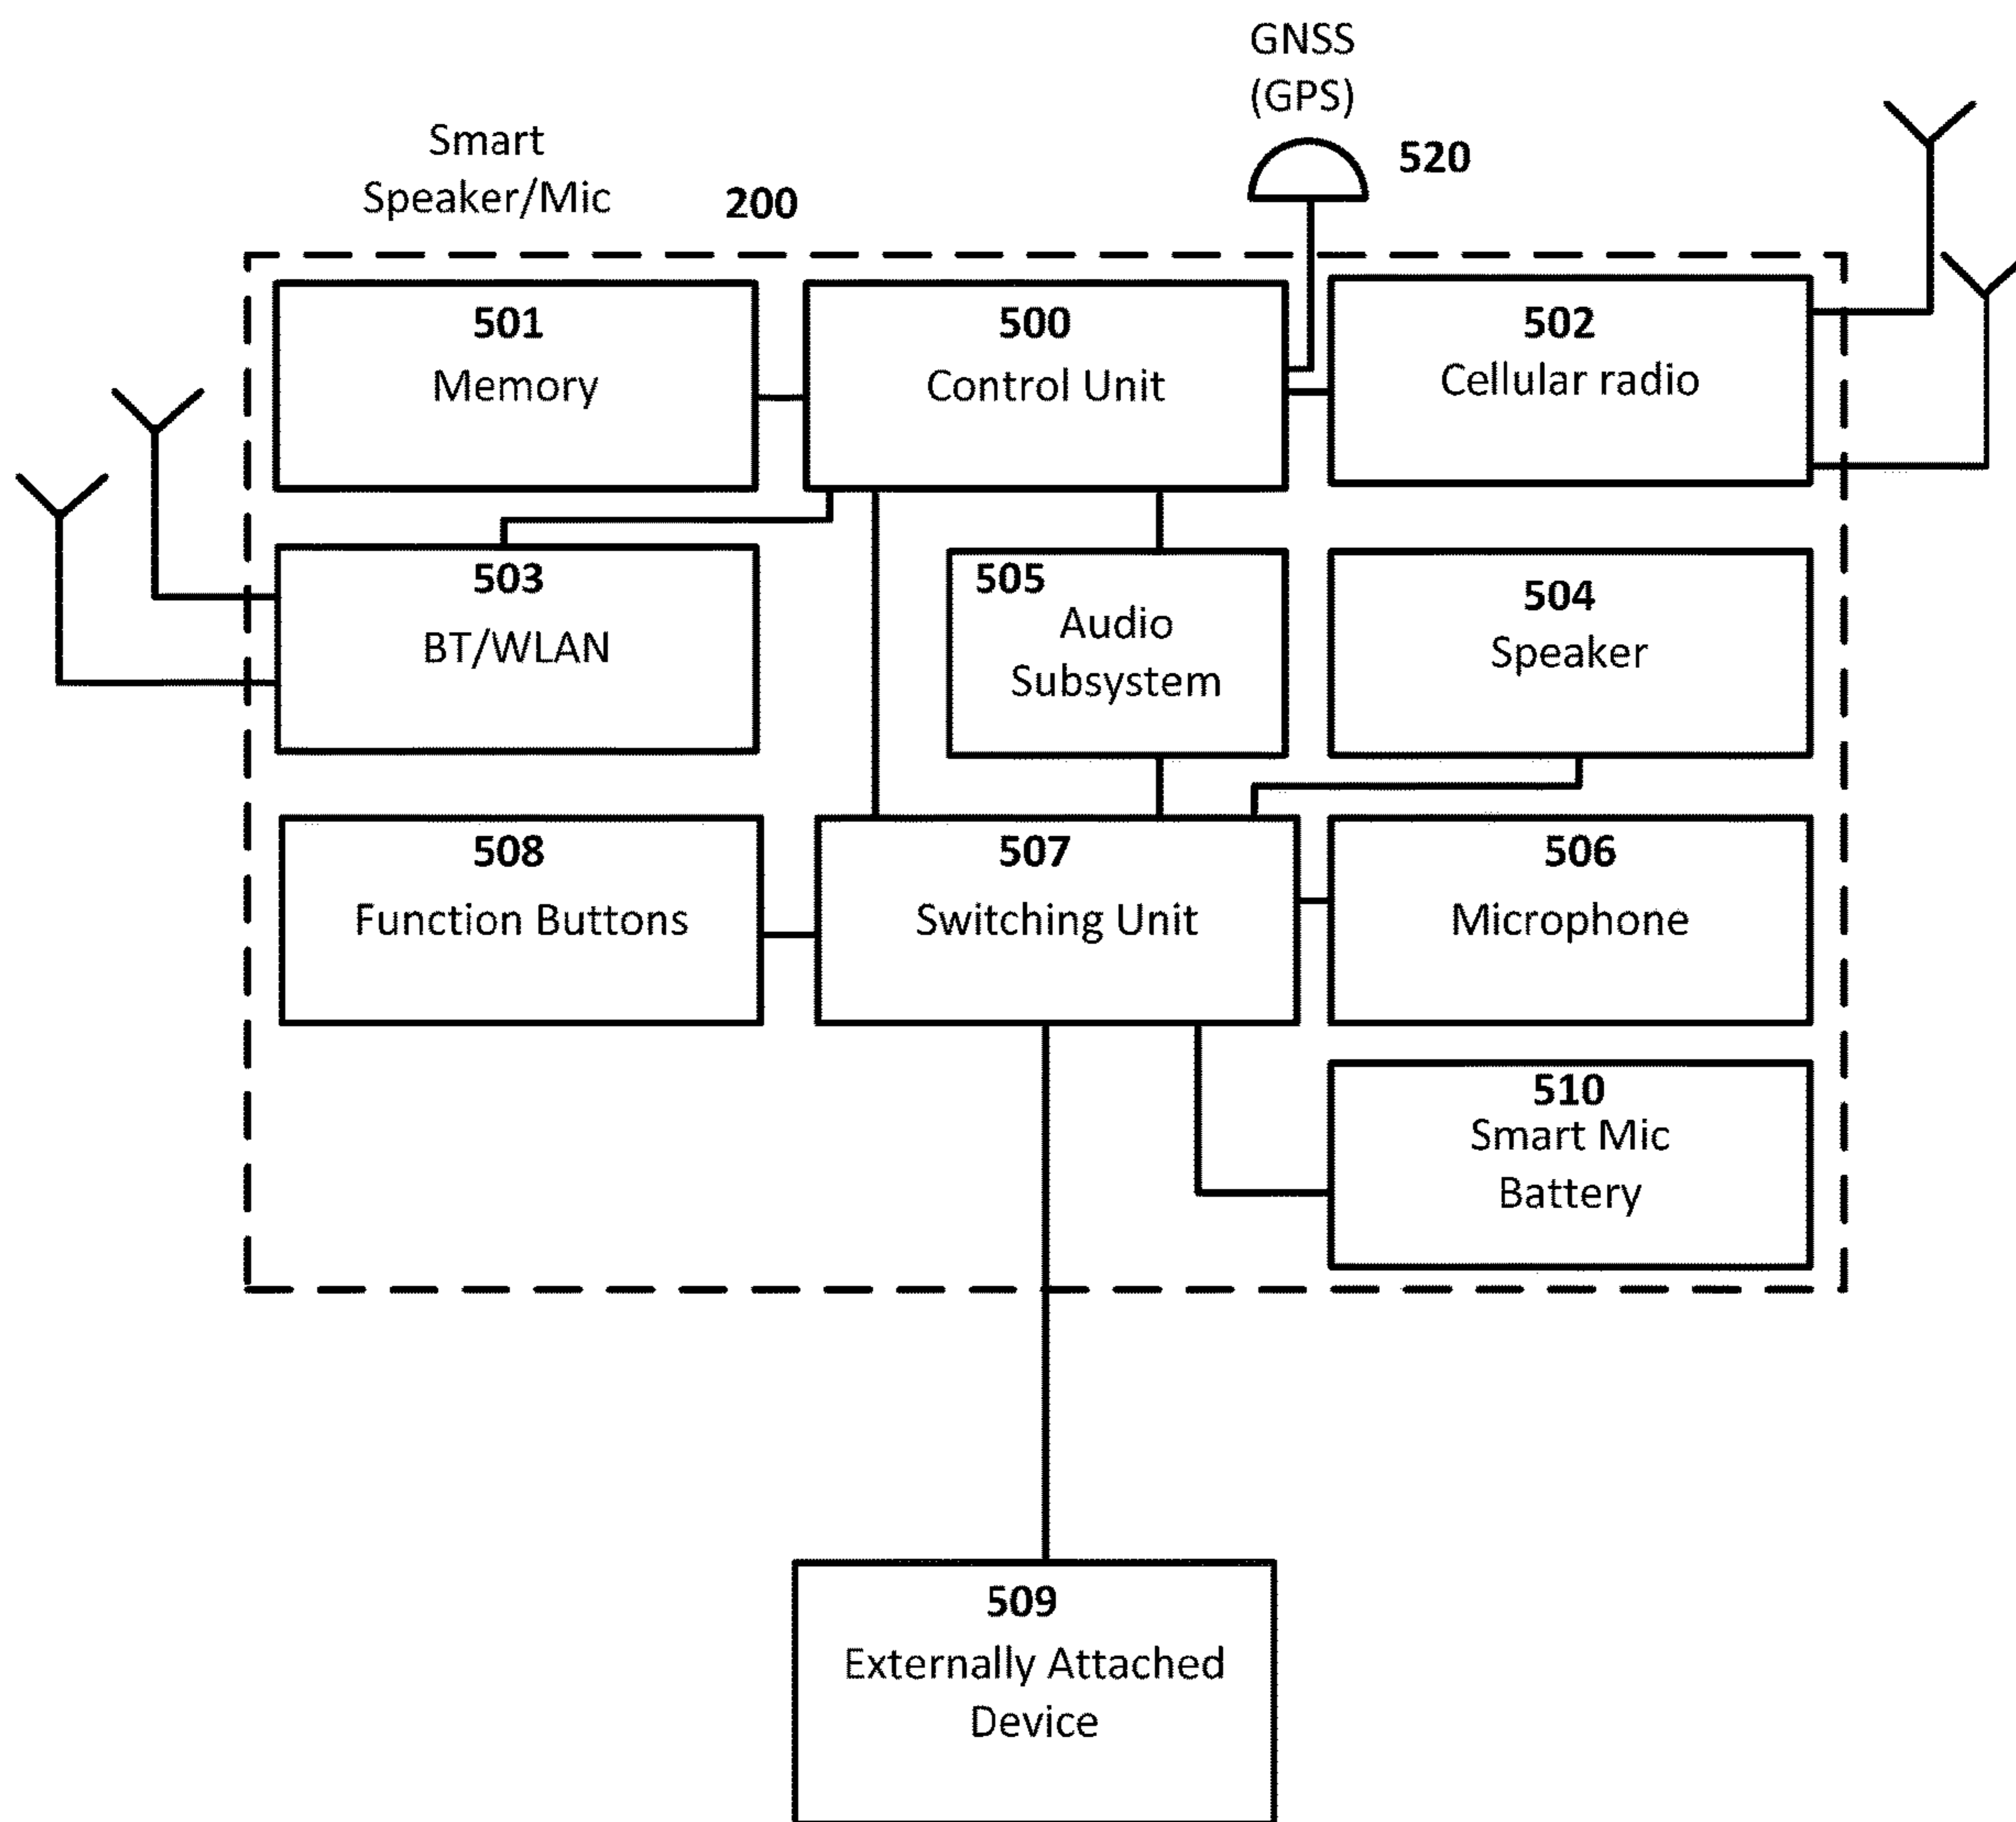 GNSS
(GPS)
520
Smart
Speaker/Mic
200
501
Memory
500
Control Unit
502
Cellular radio
503
BT/WLAN
505
Audio
Subsystem
504
Speaker
508
Function Buttons
507
Switching Unit
506
Microphone
510
Smart Mic
Battery
509
Externally Attached
Device